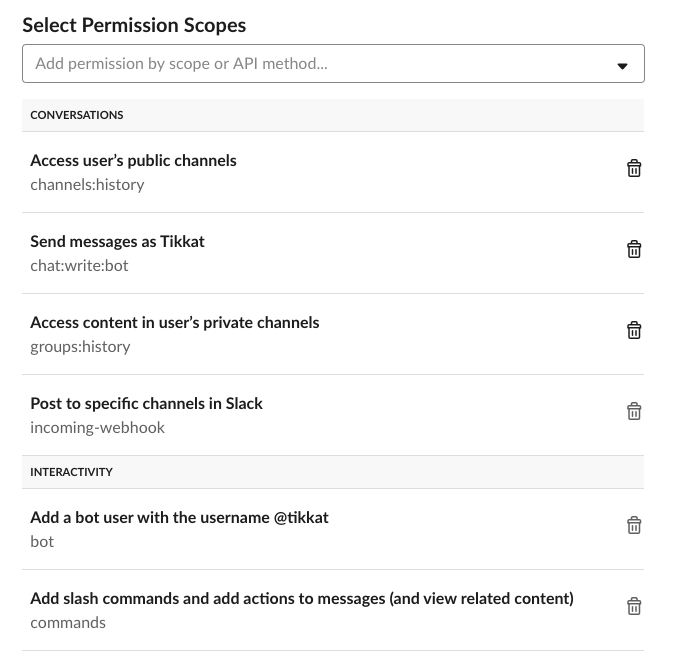 Select Permission Scopes
Add permission by scope or API method...
CONVERSATIONS
Access user’s public channels
channels:history
Send messages as Tikkat
chat:write:bot
Access content in user’s private channels
groups:history
Post to specific channels in Slack
incoming-webhook
INTERACTIVITY
Add a bot user with the username @tikkat
bot
Add slash commands and add actions to messages (and view related content)
commands